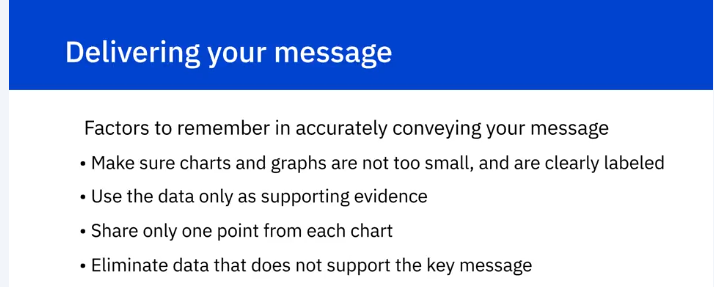 Delivering your message
Factors to remember in accurately conveying your message
• Make sure charts and graphs are not too small, and are clearly labeled
• Use the data only as supporting evidence
• Share only one point from each chart
• Eliminate data that does not support the key message